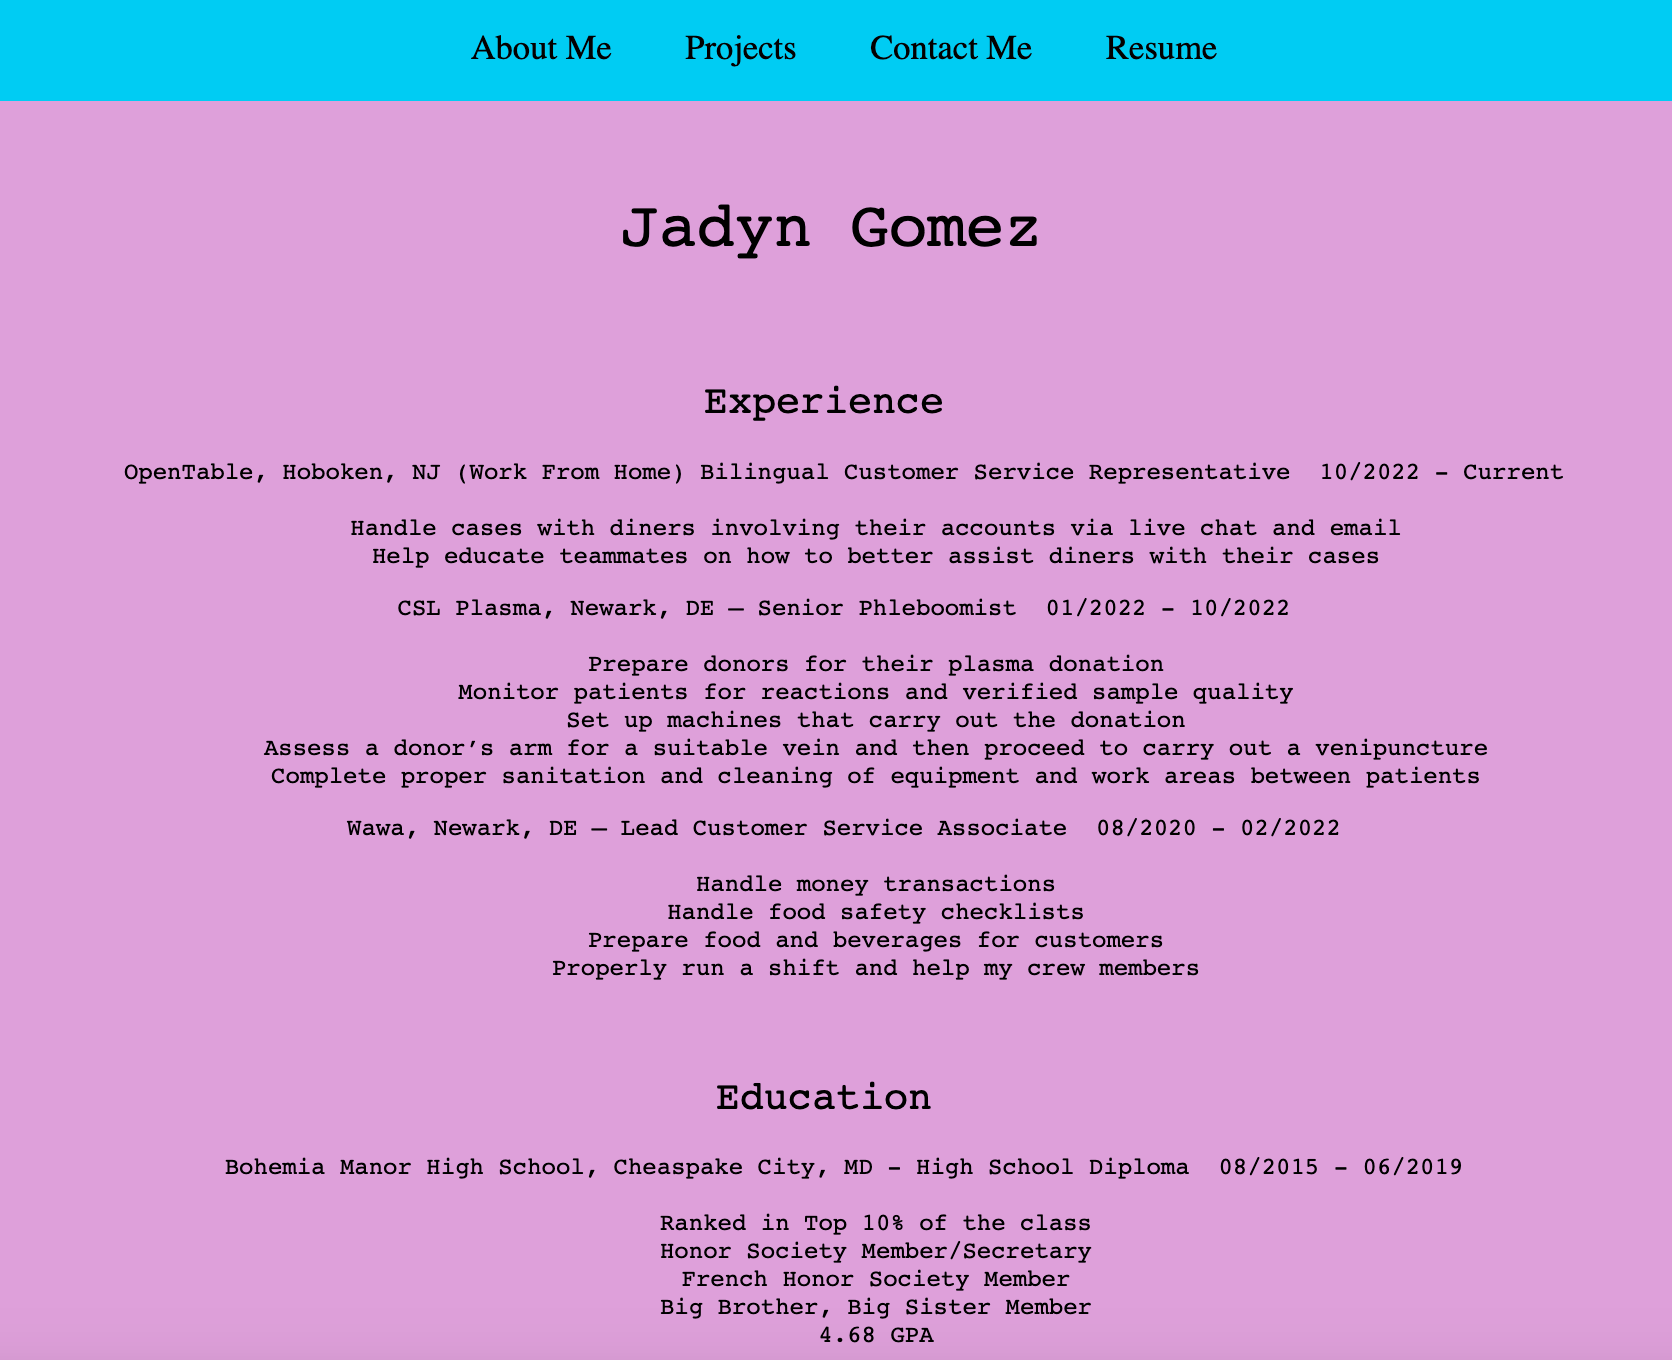 About Me Projects Contact Me Resume
Jadyn Gomez
Experience
OpenTable, Hoboken, NJ (Work From Home) Bilingual Customer Service Representative 10/2022 – Current
Handle cases with diners involving their accounts via live chat and email
Help educate teammates on how to better assist diners with their cases
CSL Plasma, Newark, DE — Senior Phleboomist 01/2022 – 10/2022
Prepare donors for their plasma donation
Monitor patients for reactions and verified sample quality
Set up machines that carry out the donation
Assess a donor’s arm for a suitable vein and then proceed to carry out a venipuncture
Complete proper sanitation and cleaning of equipment and work areas between patients
Wawa, Newark, DE — Lead Customer Service Associate 08/2020 – 02/2022
Handle money transactions
Handle food safety checklists
Prepare food and beverages for customers
Properly run a shift and help my crew members
Education
Bohemia Manor High School, Cheaspake City, MD – High School Diploma 08/2015 – 06/2019
Ranked in Top 10% of the class
Honor Society Member/Secretary
French Honor Society Member
Big Brother, Big Sister Member
4.68 GPA